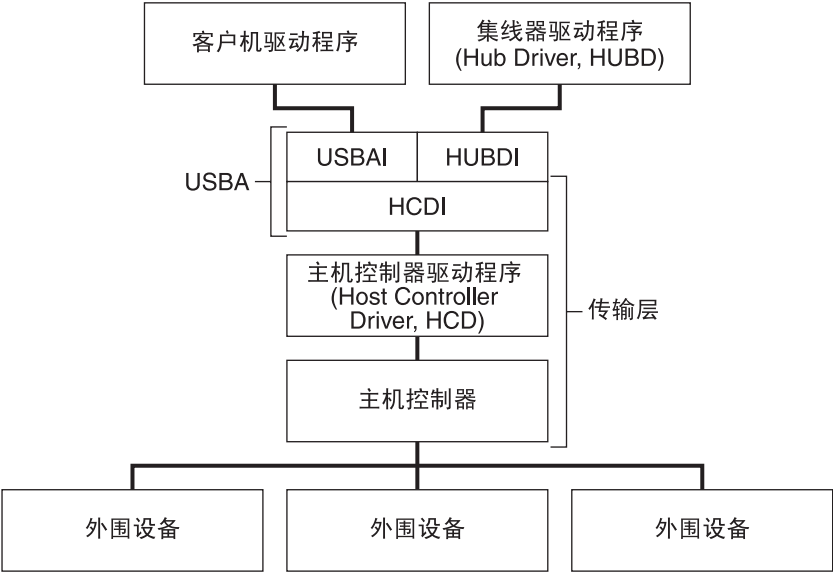 客户机驱动程序
集线器驱动程序
(Hub Driver, HUBD)
USBAI
HUBDI
USBA
HCDI
主机控制器驱动程序
(Host Controller
Driver, HCD)
传输层
主机控制器
外围设备
外围设备
外围设备